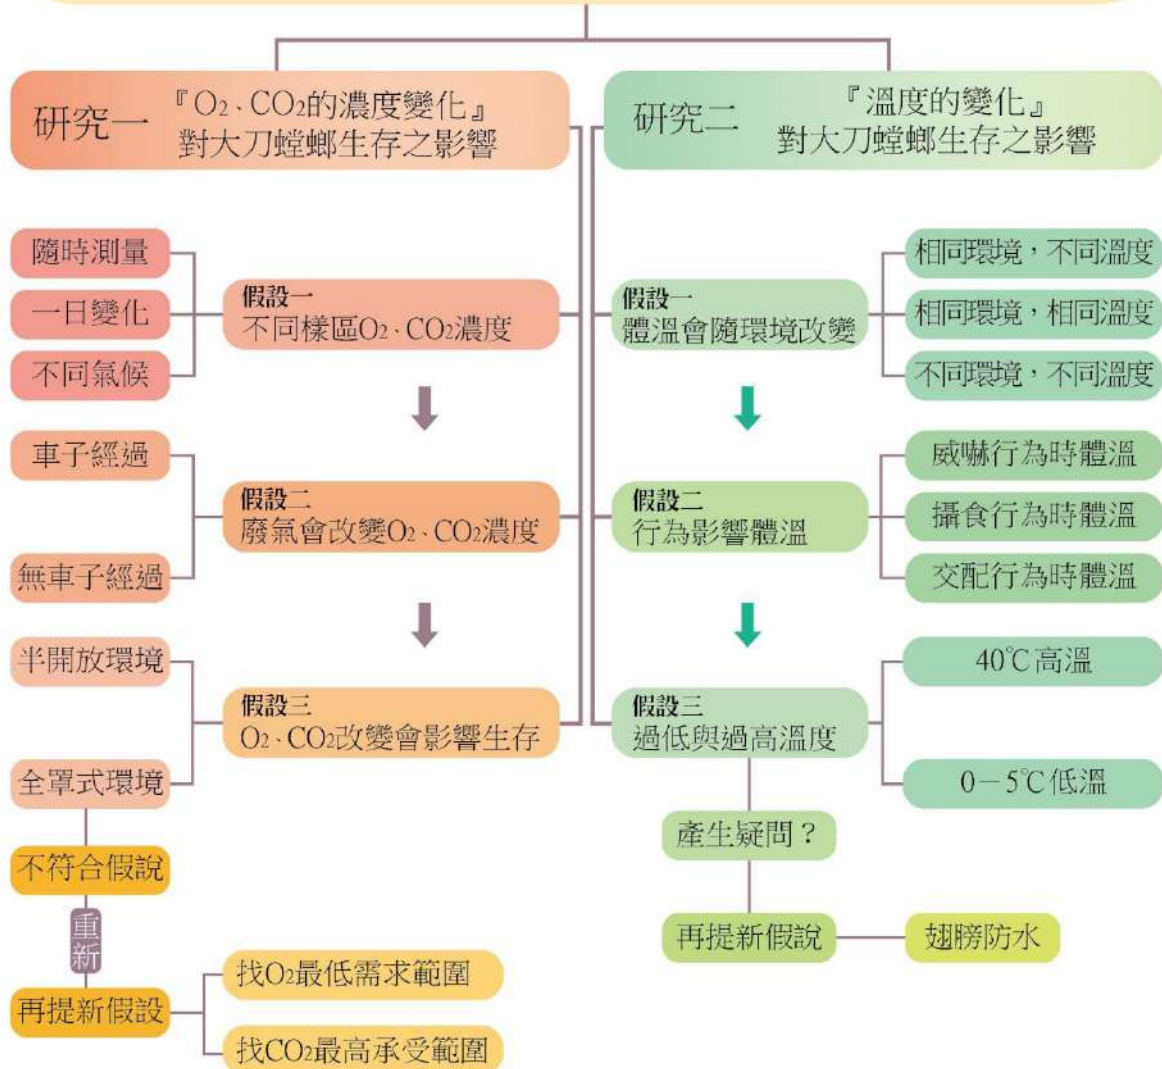 研究一
『O₂、CO₂的濃度變化』
對大刀螳螂生存之影響
隨時測量
一日變化
不同氣候
假設一
不同樣區O₂、CO₂濃度
車子經過
無車子經過
假設二
廢氣會改變O₂、CO₂濃度
半開放環境
全罩式環境
假設三
O₂、CO₂改變會影響生存
不符合假說
重新
再提新假設
找O₂最低需求範圍
找CO₂最高承受範圍
研究二
『溫度的變化』
對大刀螳螂生存之影響
假設一
體溫會隨環境改變
相同環境，不同溫度
相同環境，相同溫度
不同環境，不同溫度
假設二
行為影響體溫
威嚇行為時體溫
攝食行為時體溫
交配行為時體溫
假設三
過低與過高溫度
40℃高溫
0－5℃低溫
產生疑問？
再提新假說
翅膀防水